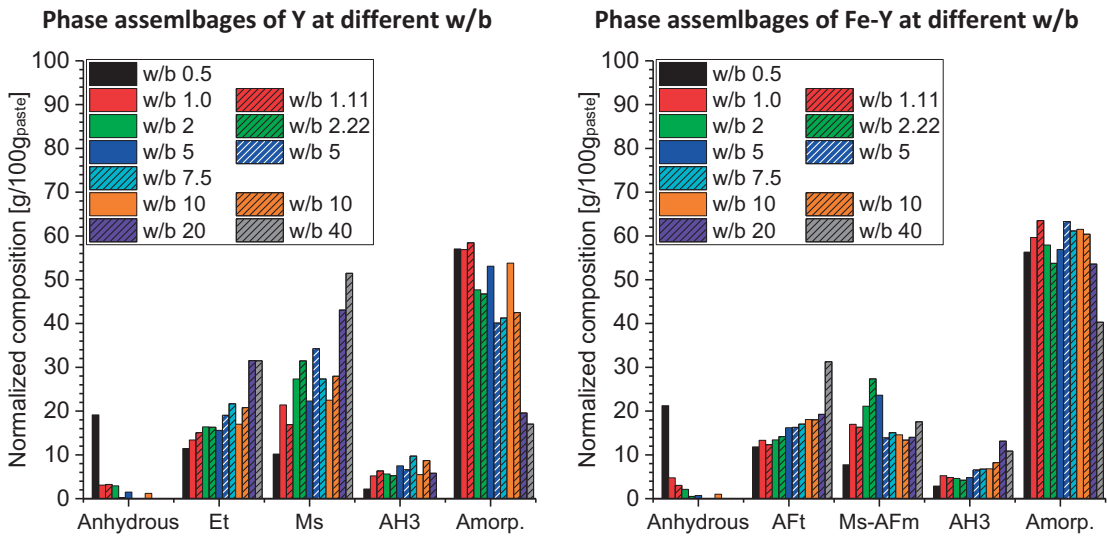 Phase assemlbages of Y at different w/b
Normalized composition [g/100gpaste]
100
90
80
70
60
50
40
30
20
10
0
w/b 0.5
w/b 1.0 w/b 1.11
w/b 2 w/b 2.22
w/b 5 w/b 5
w/b 7.5
w/b 10 w/b 10
w/b 20 w/b 40
Anhydrous Et Ms AH3 Amorp.
Phase assemlbages of Fe-Y at different w/b
Normalized composition [g/100gpaste]
100
90
80
70
60
50
40
30
20
10
0
w/b 0.5
w/b 1.0 w/b 1.11
w/b 2 w/b 2.22
w/b 5 w/b 5
w/b 7.5
w/b 10 w/b 10
w/b 20 w/b 40
Anhydrous AFt Ms-AFm AH3 Amorp.